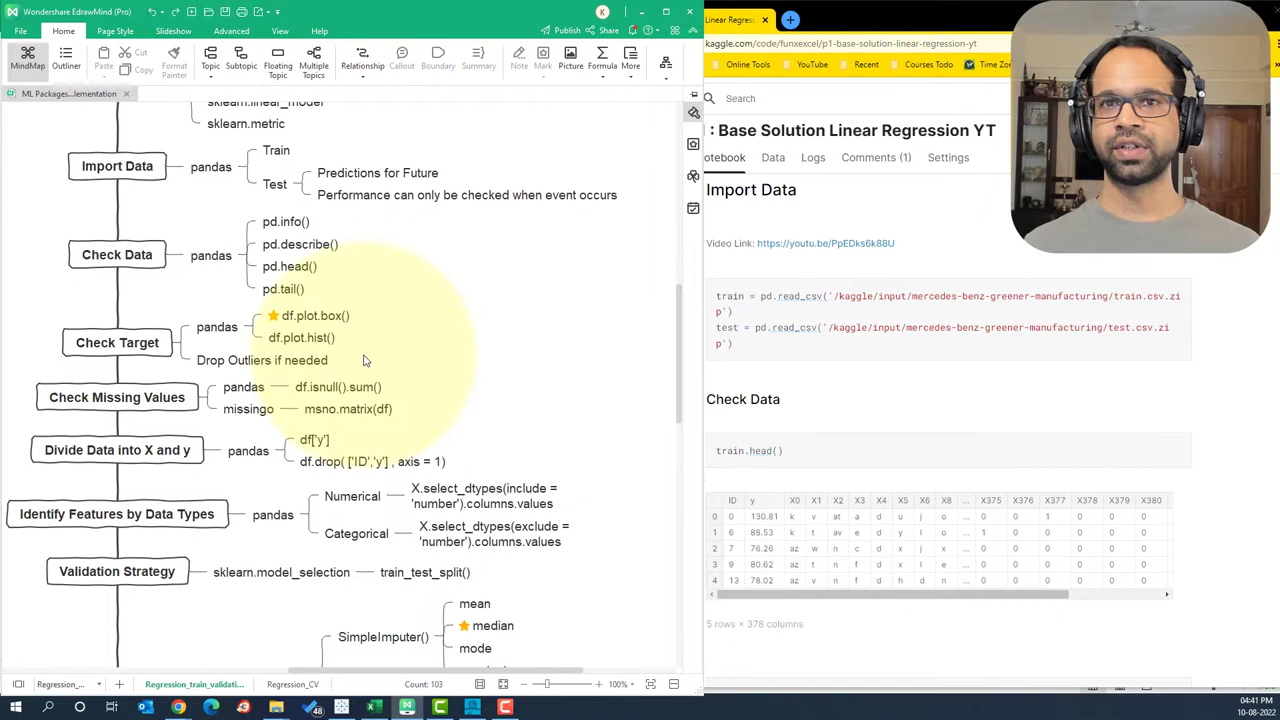 Wondershare EdrawMind (Re...
K
File
Home
Page Style
Slideshow
Advanced
View
Help
Publish
Share
MindMap
Outliner
Paste
Cut
Copy
Format Painter
Topic
Subtopic
Floating Topic
Multiple Topics
Relationship
Callout
Boundary
Summary
Note
Mark
Picture
Formula
More
ML Packages...lementation
sklearn.linear_model
sklearn.metric
Import Data
pandas
Train
Test
Predictions for Future
Performance can only be checked when event occurs
Check Data
pandas
pd.info()
pd.describe()
pd.head()
pd.tail()
Check Target
pandas
df.plot.box()
df.plot.hist()
Drop Outliers if needed
Check Missing Values
pandas
df.isnull().sum()
missingo
msno.matrix(df)
Divide Data into X and y
pandas
df['y']
df.drop( ['ID','y'] , axis = 1)
Identify Features by Data Types
pandas
Numerical
X.select_dtypes(include =
'number').columns.values
Categorical
X.select_dtypes(exclude =
'number').columns.values
Validation Strategy
sklearn.model_selection
train_test_split()
SimpleImputer()
mean
median
mode
Regression_...
Regression_train_validati...
Regression_CV
Count: 103
100%
Linear Regres
kaggle.com/code/funxexcel/p1-base-solution-linear-regression-yt
Online Tools
YouTube
Recent
Courses Todo
Time Zon
Search
: Base Solution Linear Regression YT
otebook
Data
Logs
Comments (1)
Settings
Import Data
Video Link: https://youtu.be/PpEDks6k88U
train = pd.read_csv('/kaggle/input/mercedes-benz-greener-manufacturing/train.csv.zi
p')
test = pd.read_csv('/kaggle/input/mercedes-benz-greener-manufacturing/test.csv.zi
p')
Check Data
train.head()
ID y X0 X1 X2 X3 X4 X5 X6 X8 ... X375 X376 X377 X378 X379 X380
0 0 130.81 k v at a d u j o ... 0 0 1 0 0 0
1 6 88.53 k t av e d y l o ... 1 0 0 0 0 0
2 7 76.26 az w n c d x j x ... 0 0 0 0 0 0
3 9 80.62 az t n f d x l e ... 0 0 0 0 0 0
4 13 78.02 az v n f d h d n ... 0 0 0 0 0 0
5 rows × 378 columns
48
04:41 PM
10-08-2022